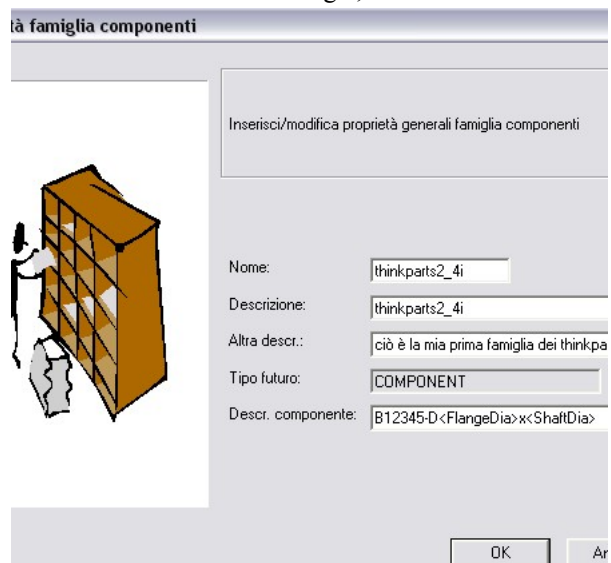 tà famiglia componenti
Inserisci/modifica proprietà generali famiglia componenti
Nome: thinkparts2_4i
Descrizione: thinkparts2_4i
Altra descr.: ciò è la mia prima famiglia dei thinkpa
Tipo futuro: COMPONENT
Descr. componente: B12345-D<FlangeDia>x<ShaftDia>
OK An